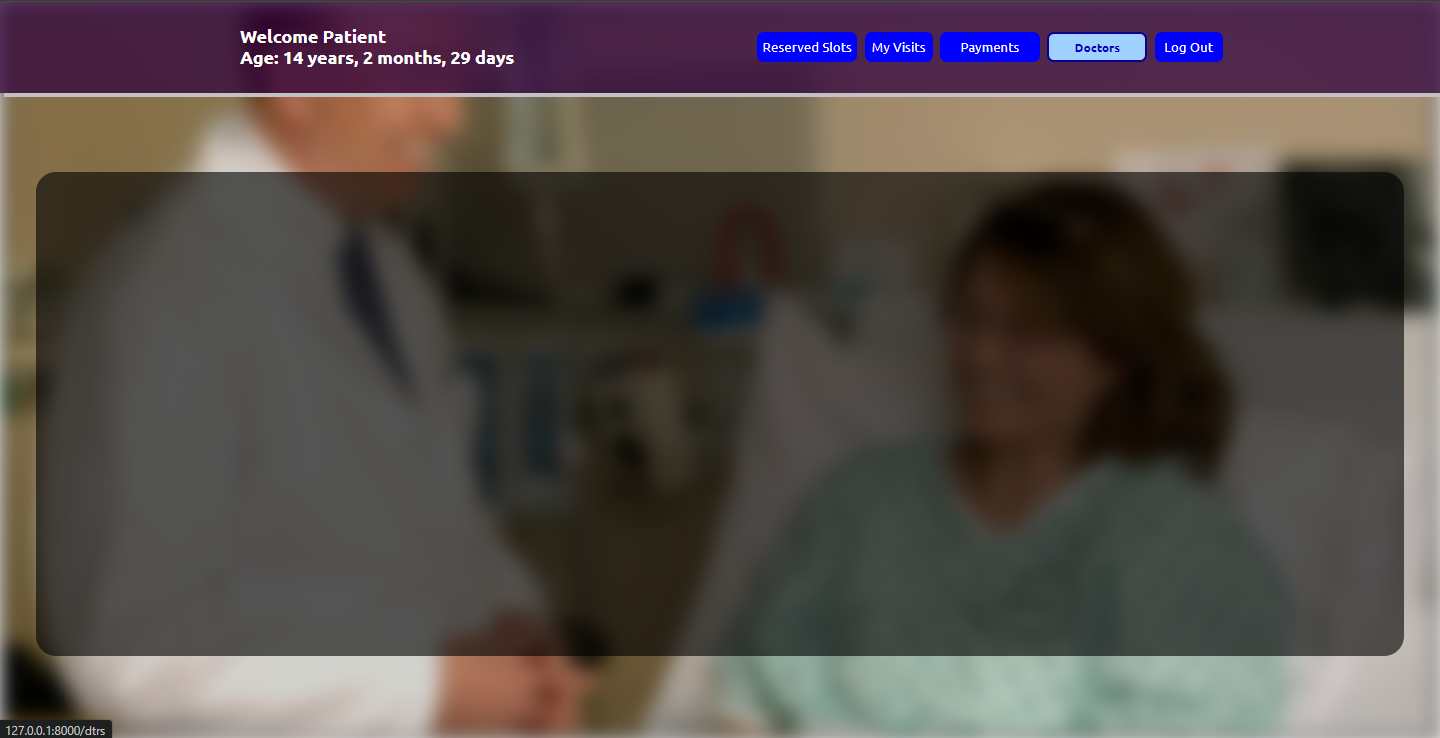 Welcome Patient
Age: 14 years, 2 months, 29 days
Reserved Slots
My Visits
Payments
Doctors
Log Out
127.0.0.1:8000/dtrs